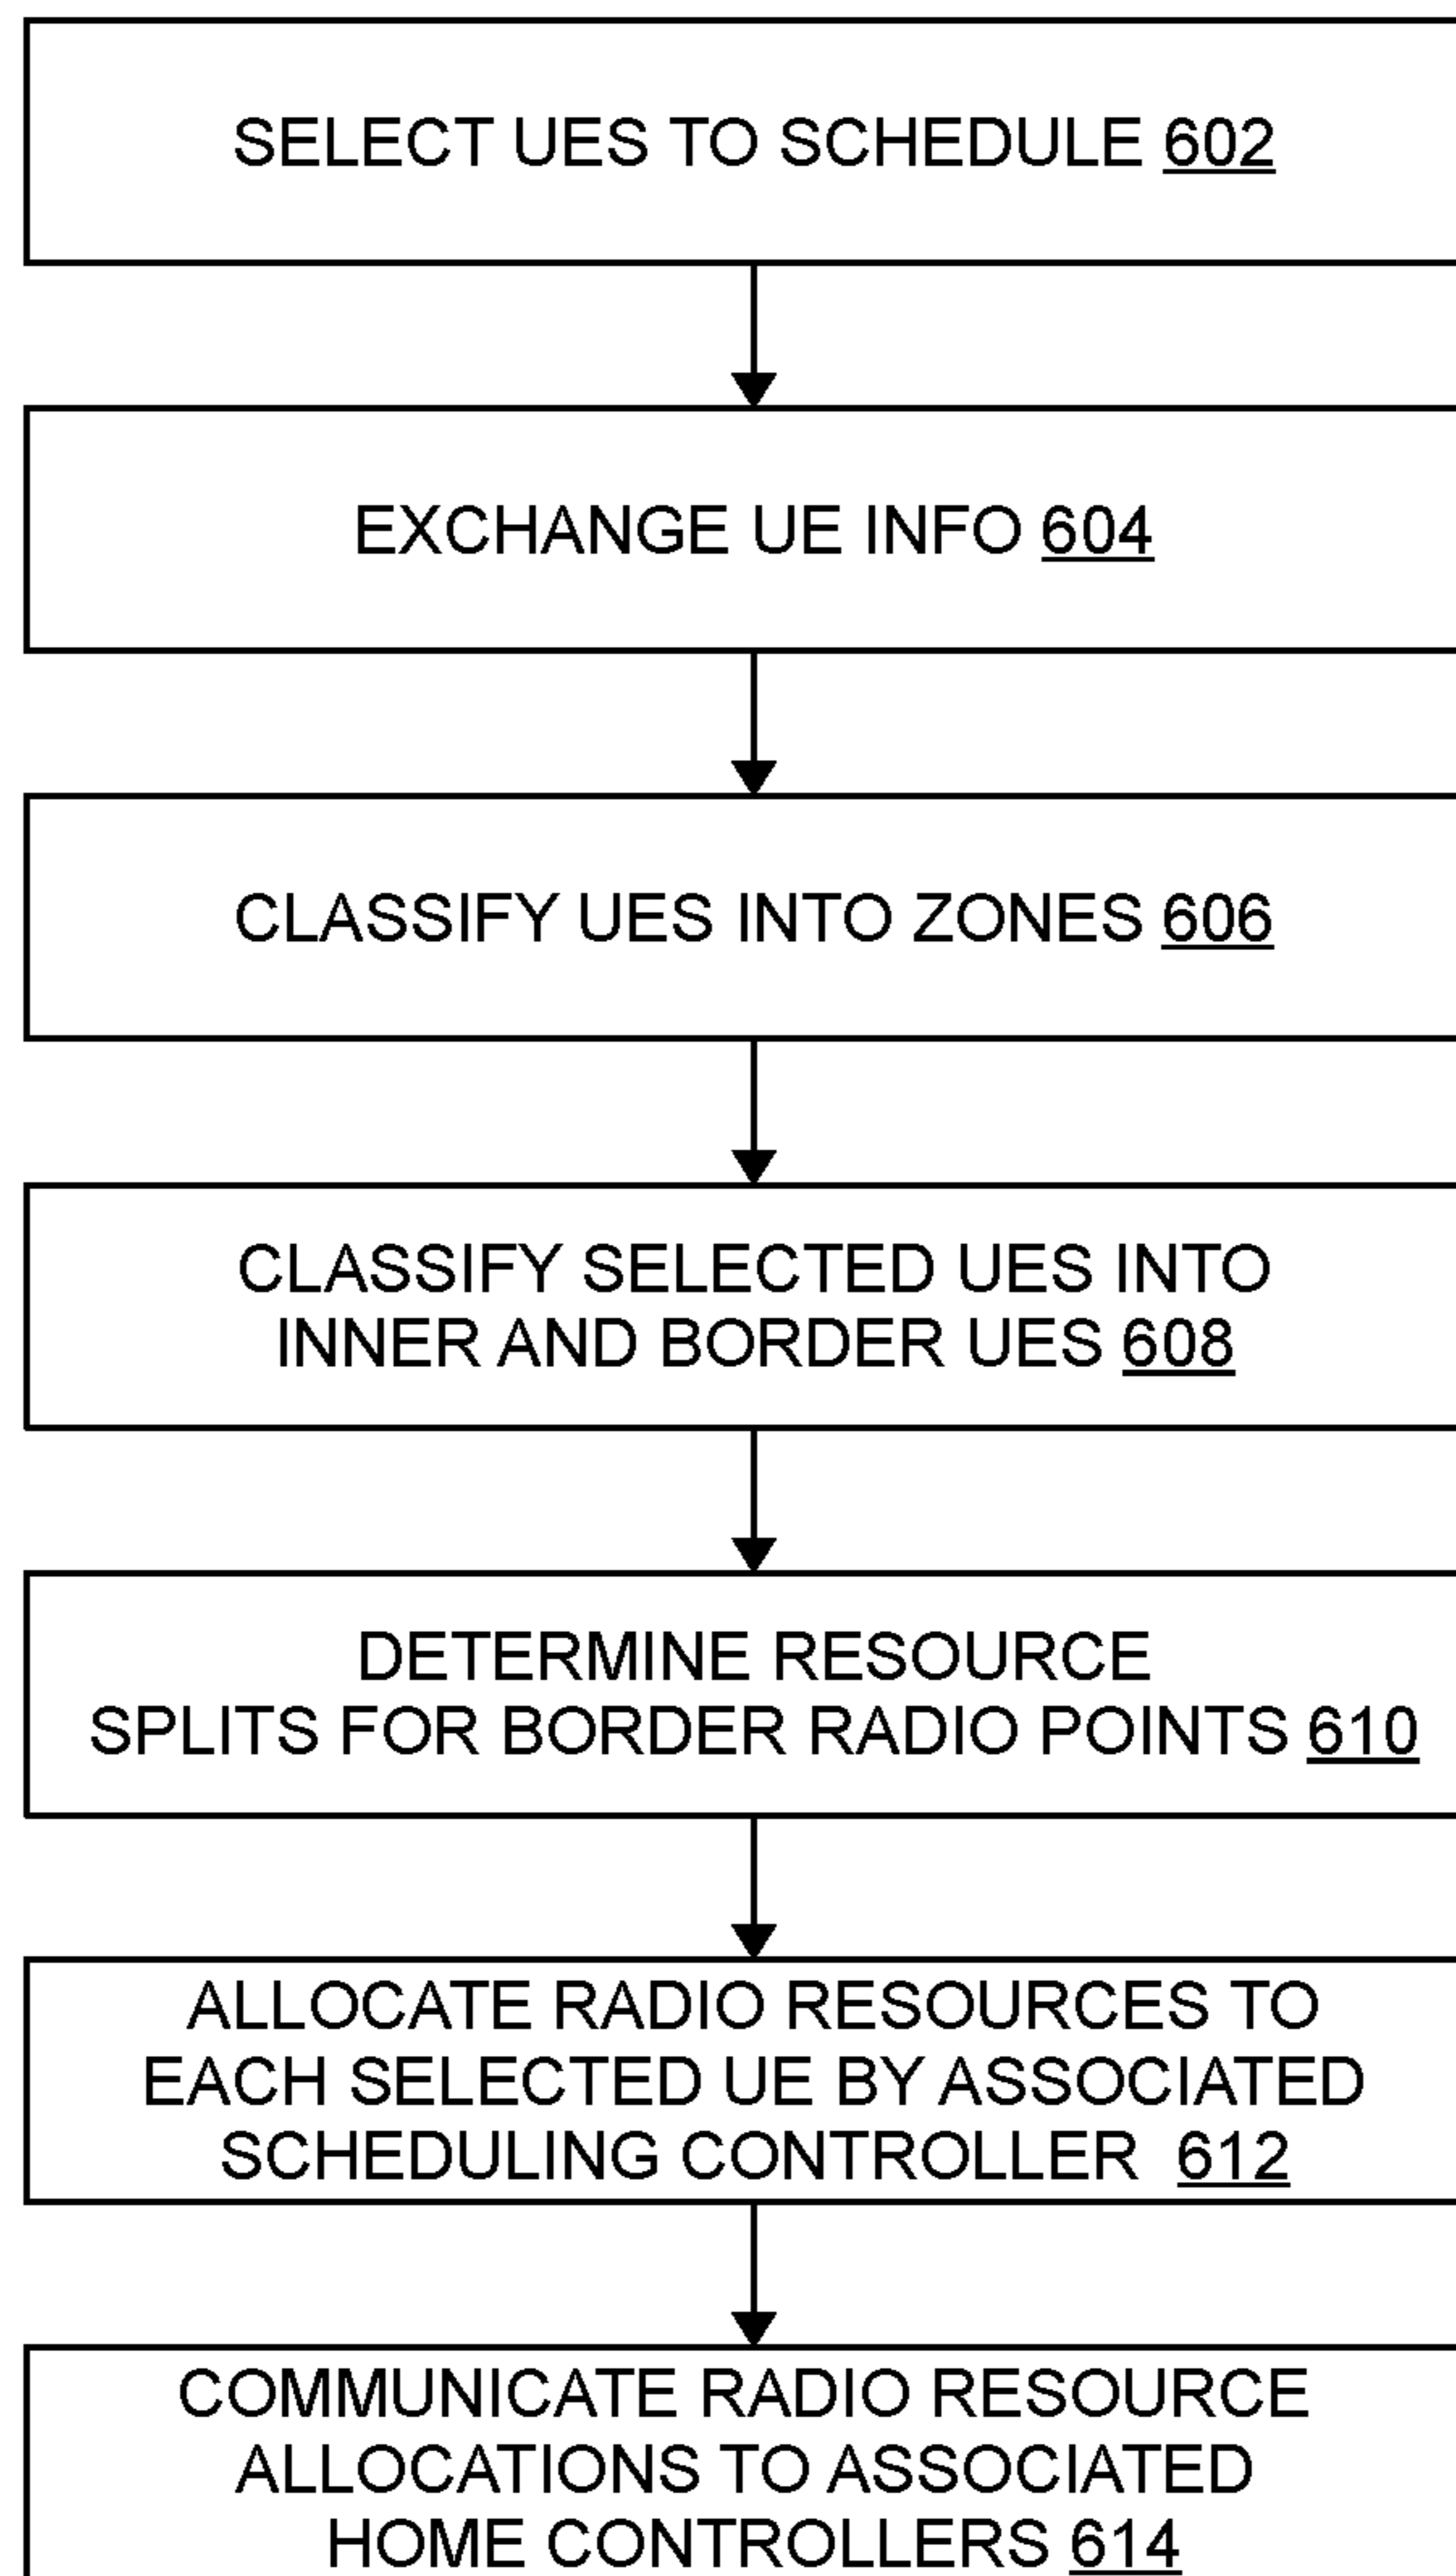 SELECT UES TO SCHEDULE 602
EXCHANGE UE INFO 604
CLASSIFY UES INTO ZONES 606
CLASSIFY SELECTED UES INTO
INNER AND BORDER UES 608
DETERMINE RESOURCE
SPLITS FOR BORDER RADIO POINTS 610
ALLOCATE RADIO RESOURCES TO
EACH SELECTED UE BY ASSOCIATED
SCHEDULING CONTROLLER 612
COMMUNICATE RADIO RESOURCE
ALLOCATIONS TO ASSOCIATED
HOME CONTROLLERS 614